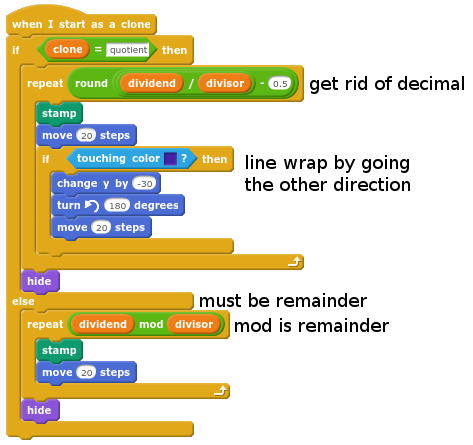 when I start as a clone
if clone = quotient then
repeat round dividend / divisor - 0.5 get rid of decimal
stamp
move 20 steps
if touching color ? then line wrap by going
change y by -30 the other direction
turn 180 degrees
move 20 steps
hide
else must be remainder
repeat dividend mod divisor mod is remainder
stamp
move 20 steps
hide